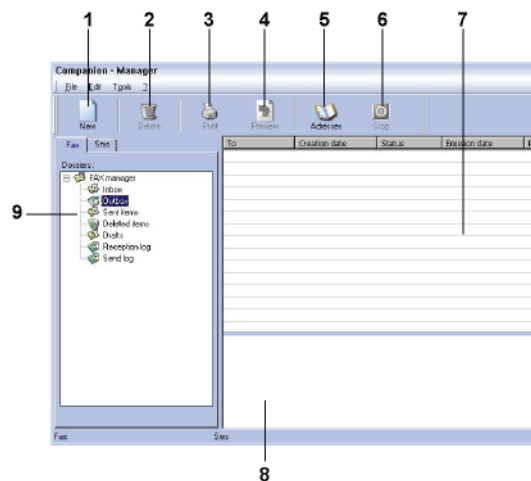 1 2 3 4 5 6 7
Companion - Manager
File Edit Tools ?
New Delete Print Preview Adresses Stop
Fax Sms
To Creation date Status Emission date
Dossiers :
FAX manager
Inbox
Outbox
9
Sent items
Deleted items
Drafts
Reception log
Send log
Fax Sms
8